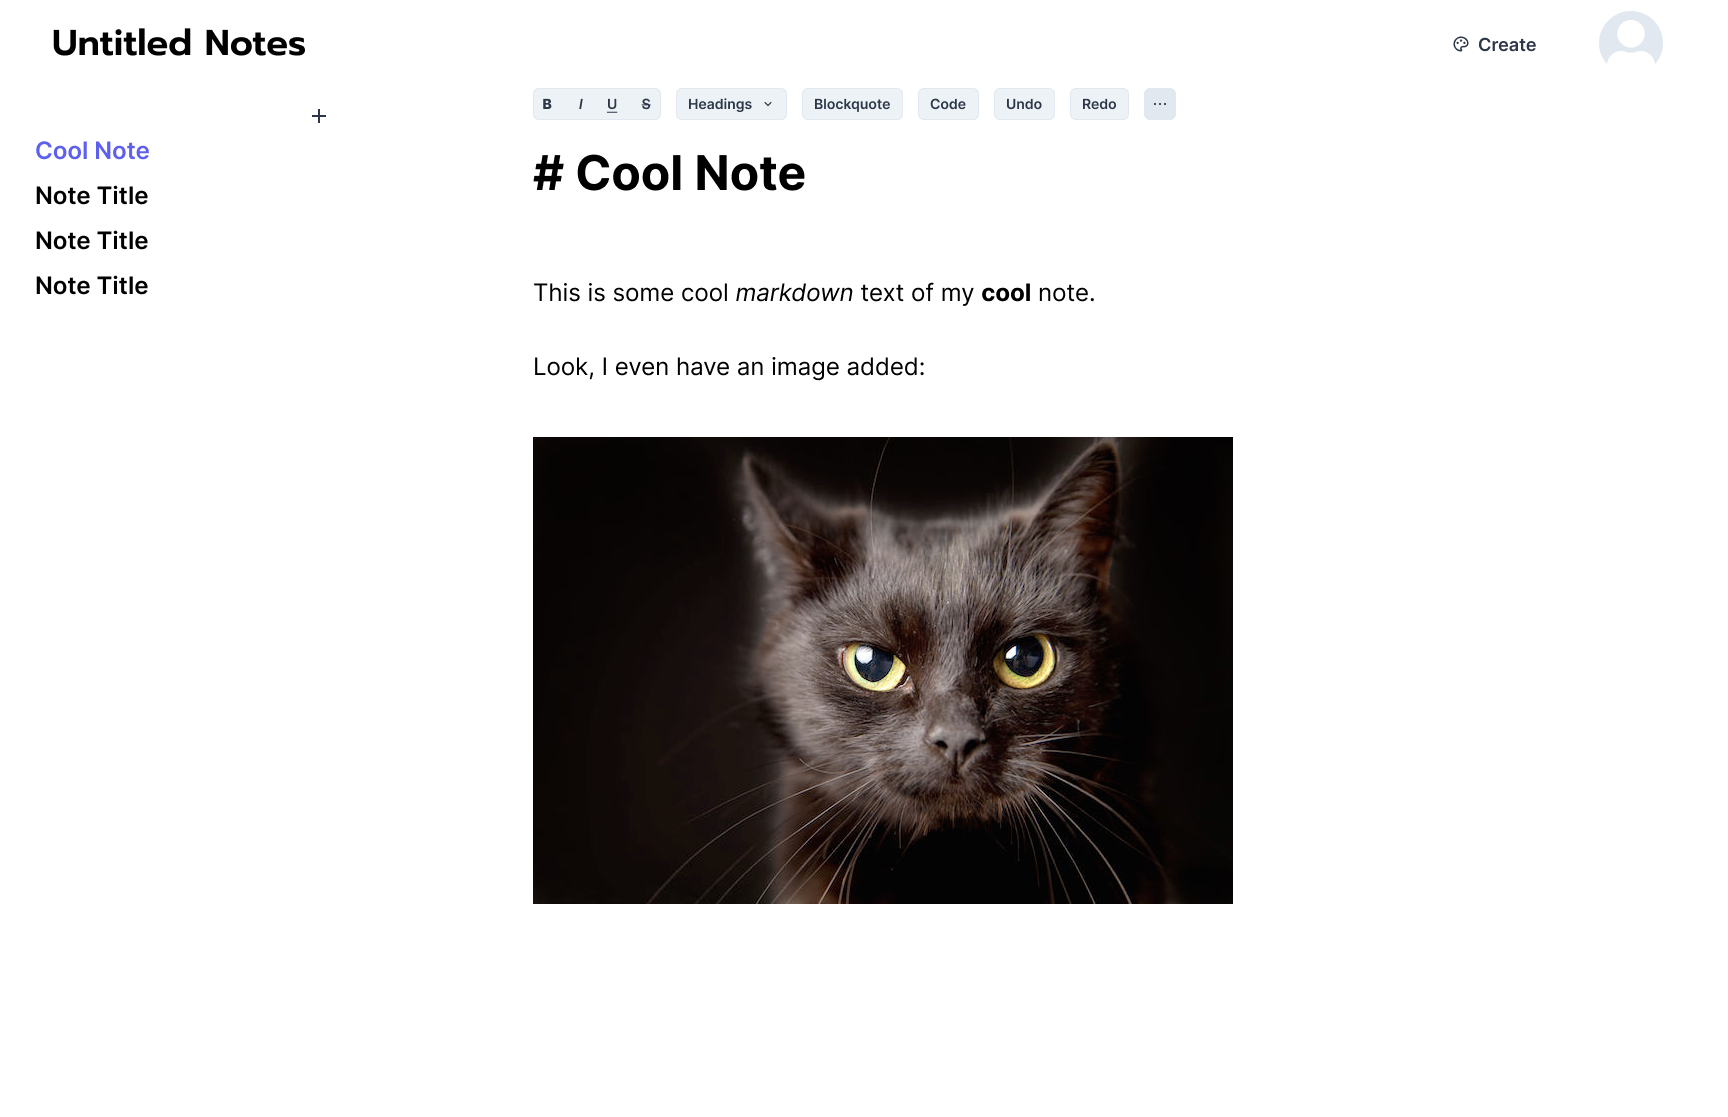 Untitled Notes
Create
B I U S Headings Blockquote Code Undo Redo ...
Cool Note
Note Title
Note Title
Note Title
# Cool Note
This is some cool markdown text of my cool note.
Look, I even have an image added: